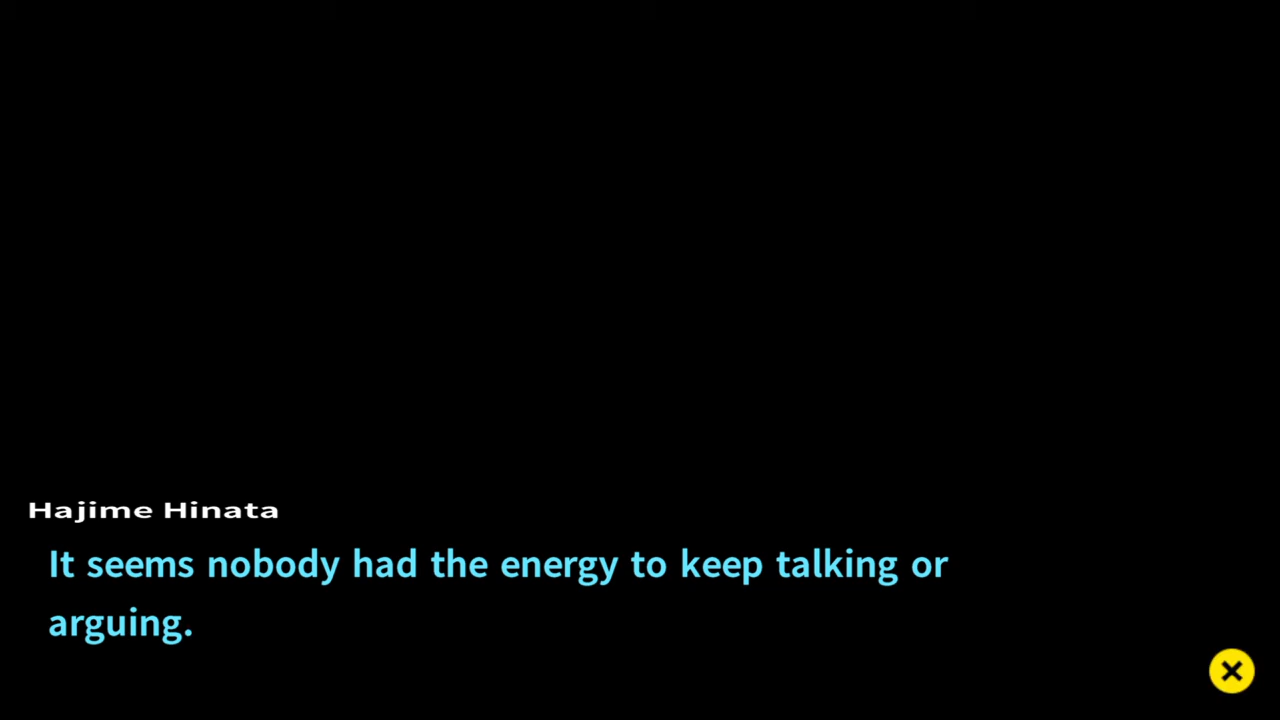 Hajime Hinata
It seems nobody had the energy to keep talking or
arguing.